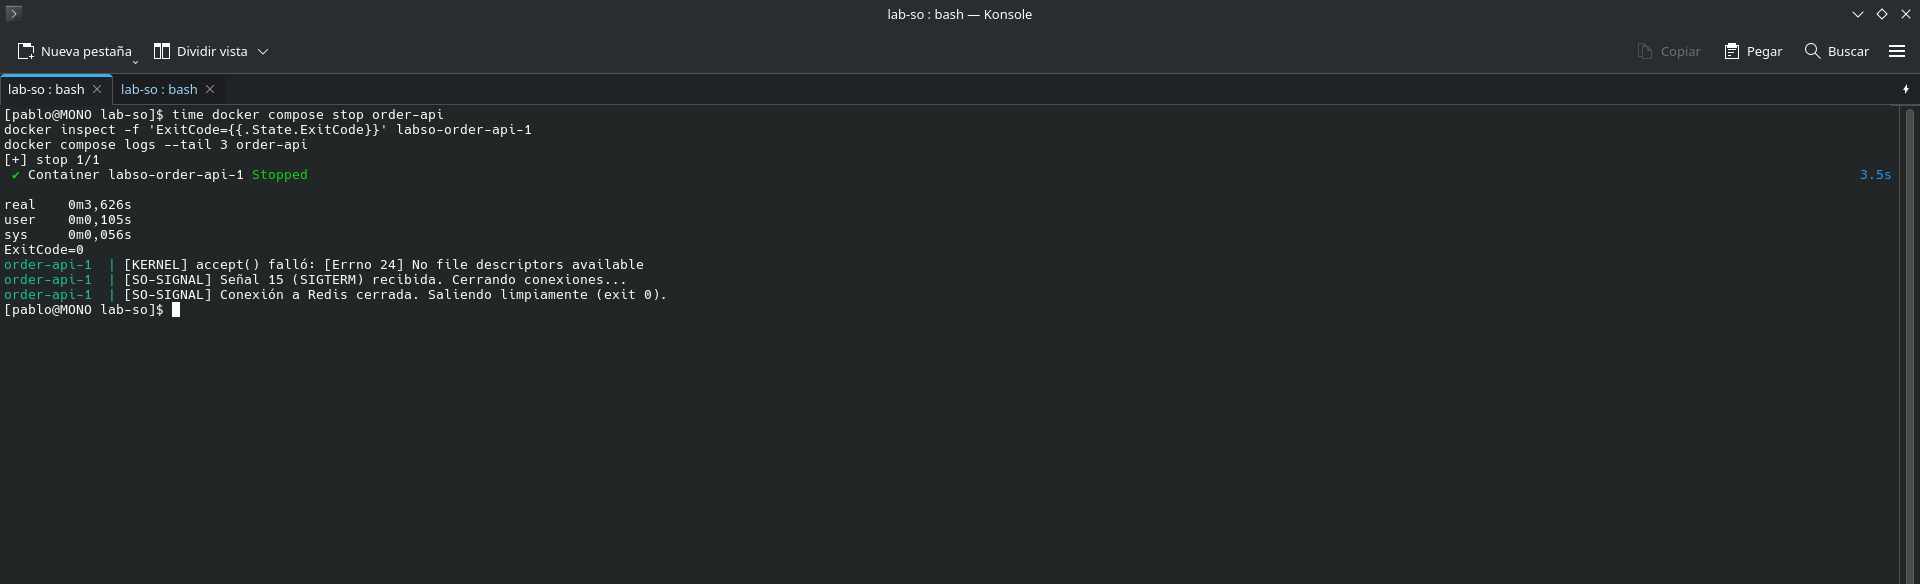 lab-so : bash — Konsole
Nueva pestaña
Dividir vista
Copiar
Pegar
Buscar
lab-so : bash
lab-so : bash
[pablo@MONO lab-so]$ time docker compose stop order-api
docker inspect -f 'ExitCode={{.State.ExitCode}}' labso-order-api-1
docker compose logs --tail 3 order-api
[+] stop 1/1
✔ Container labso-order-api-1 Stopped 3.5s
real 0m3,626s
user 0m0,105s
sys 0m0,056s
ExitCode=0
order-api-1 | [KERNEL] accept() falló: [Errno 24] No file descriptors available
order-api-1 | [SO-SIGNAL] Señal 15 (SIGTERM) recibida. Cerrando conexiones...
order-api-1 | [SO-SIGNAL] Conexión a Redis cerrada. Saliendo limpiamente (exit 0).
[pablo@MONO lab-so]$